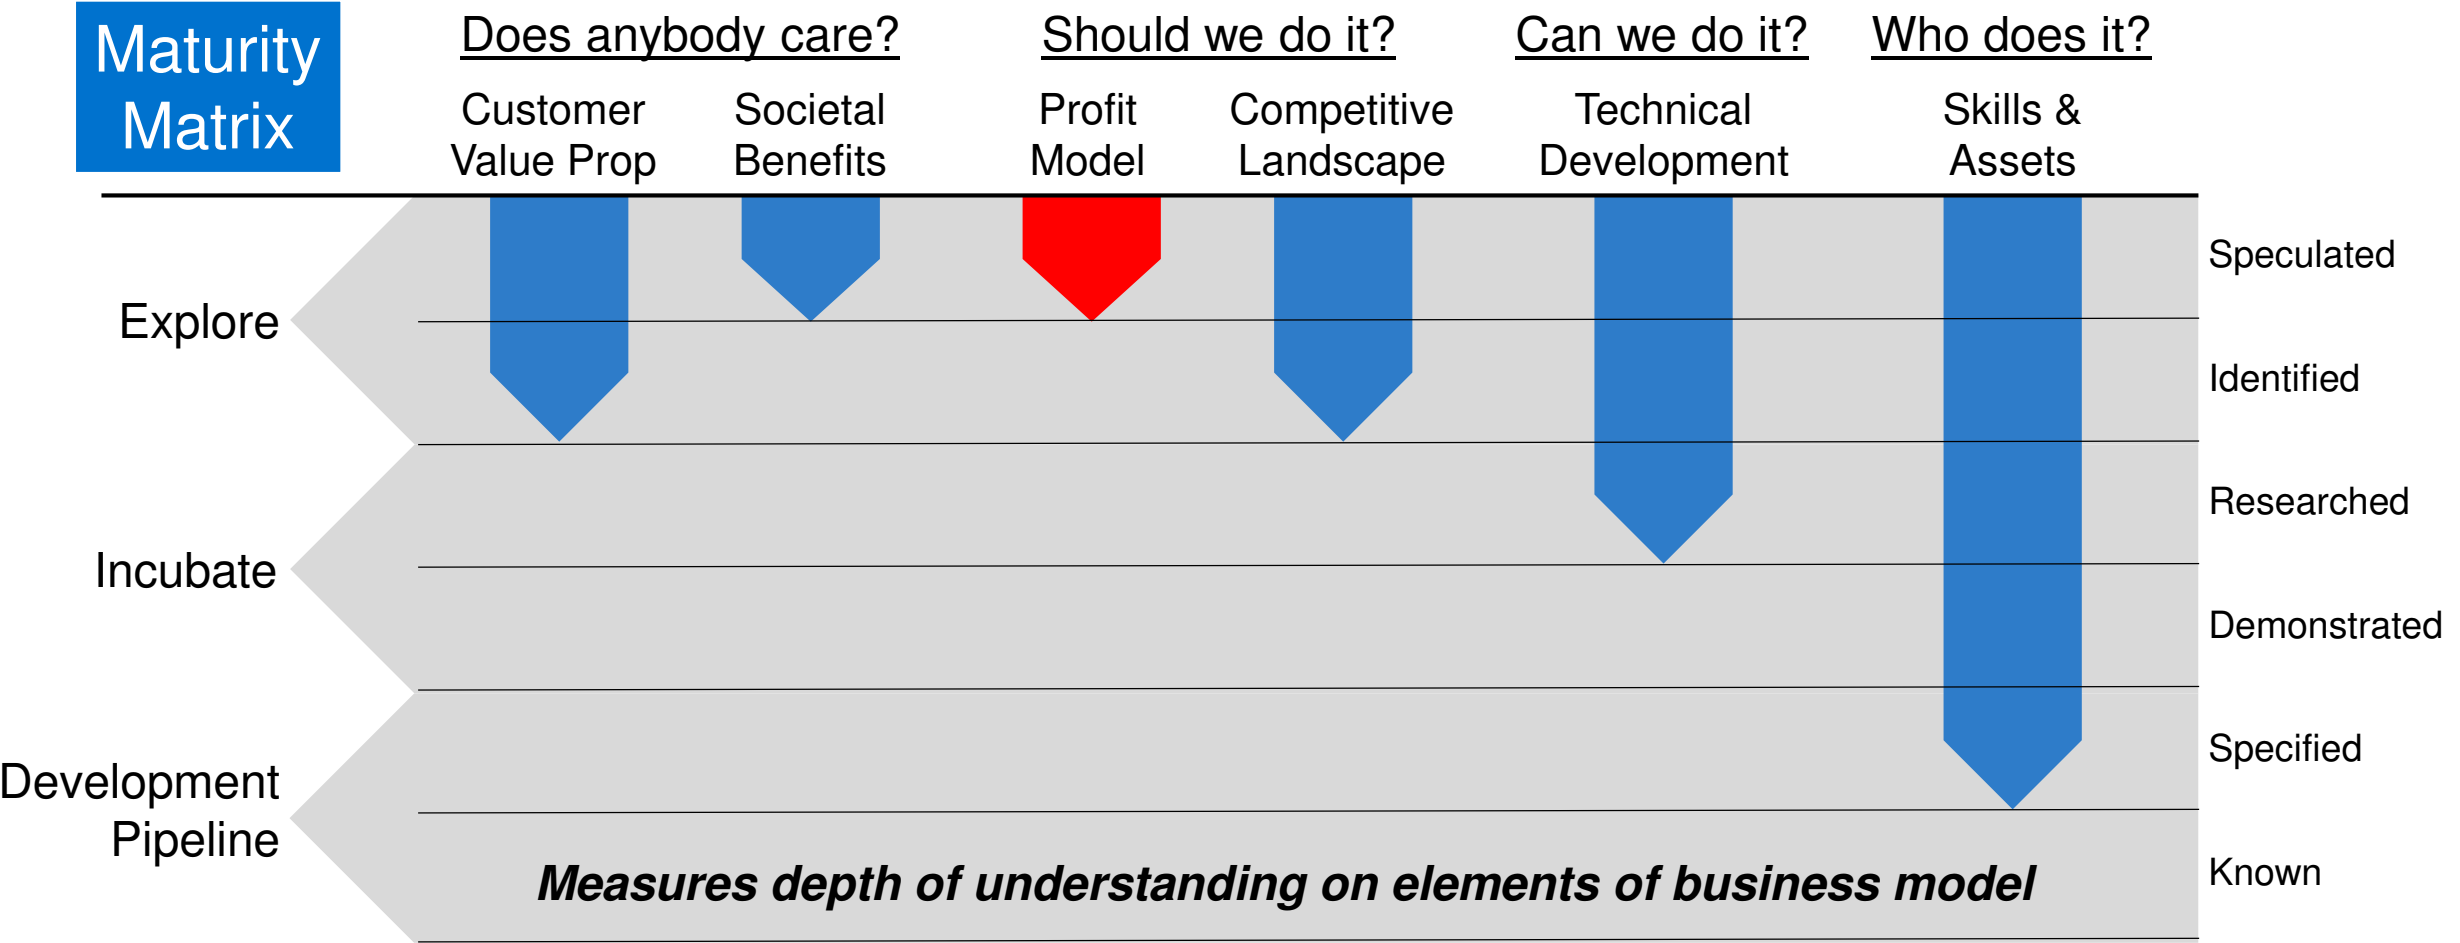 Maturity
Matrix
Does anybody care?
Should we do it?
Can we do it?
Who does it?
Customer
Value Prop
Societal
Benefits
Profit
Model
Competitive
Landscape
Technical
Development
Skills &
Assets
Explore
Incubate
Development
Pipeline
Speculated
Identified
Researched
Demonstrated
Specified
Known
Measures depth of understanding on elements of business model